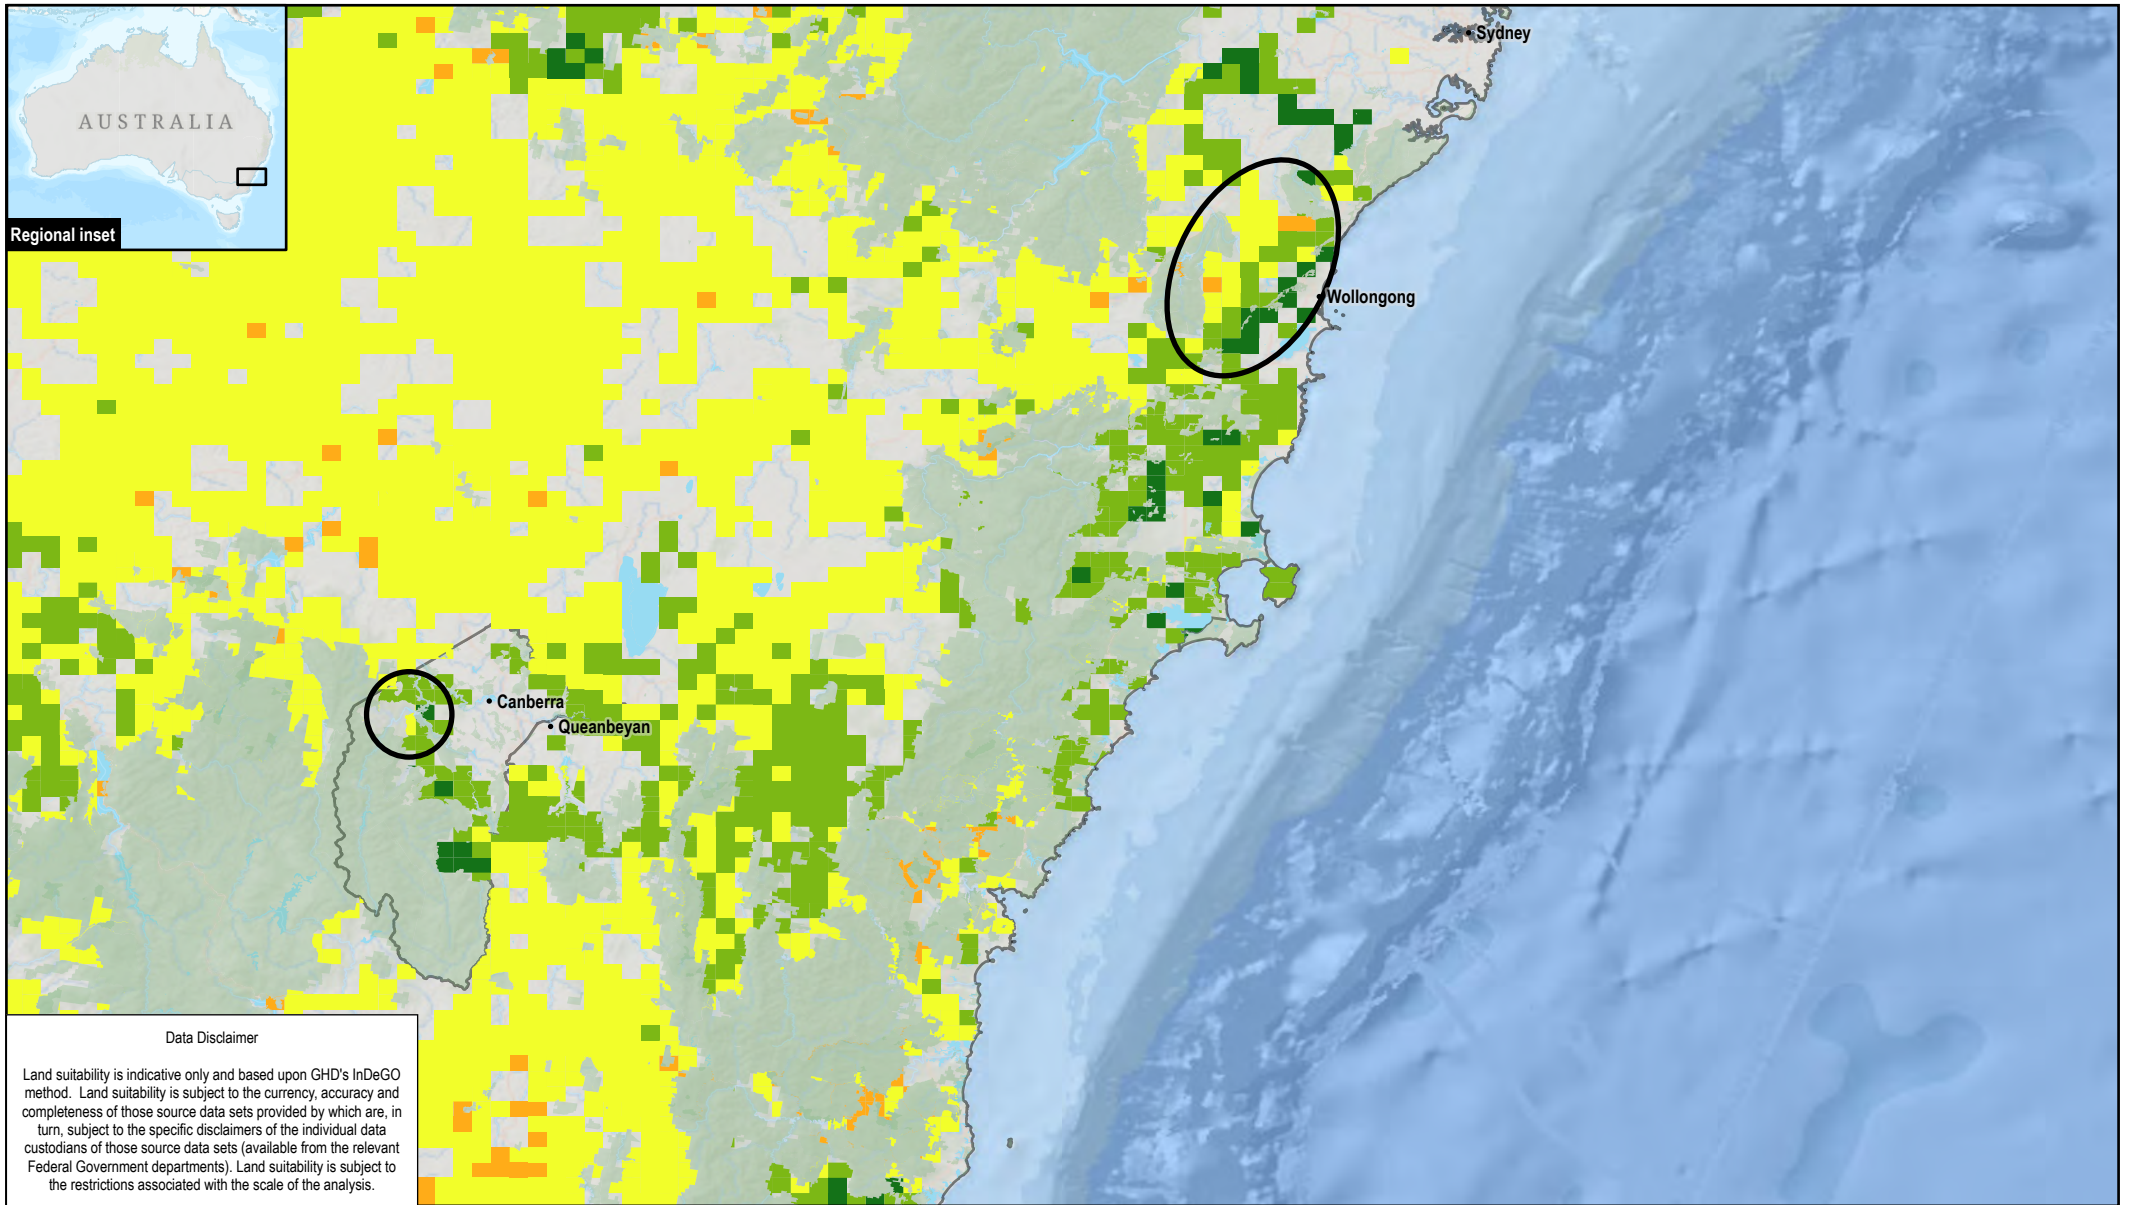 AUSTRALIA
Regional inset
Sydney
Wollongong
Canberra
Queanbeyan
Data Disclaimer
Land suitability is indicative only and based upon GHD's InDeGO
method. Land suitability is subject to the currency, accuracy and
completeness of those source data sets provided by which are, in
turn, subject to the specific disclaimers of the individual data
custodians of those source data sets (available from the relevant
Federal Government departments). Land suitability is subject to
the restrictions associated with the scale of the analysis.